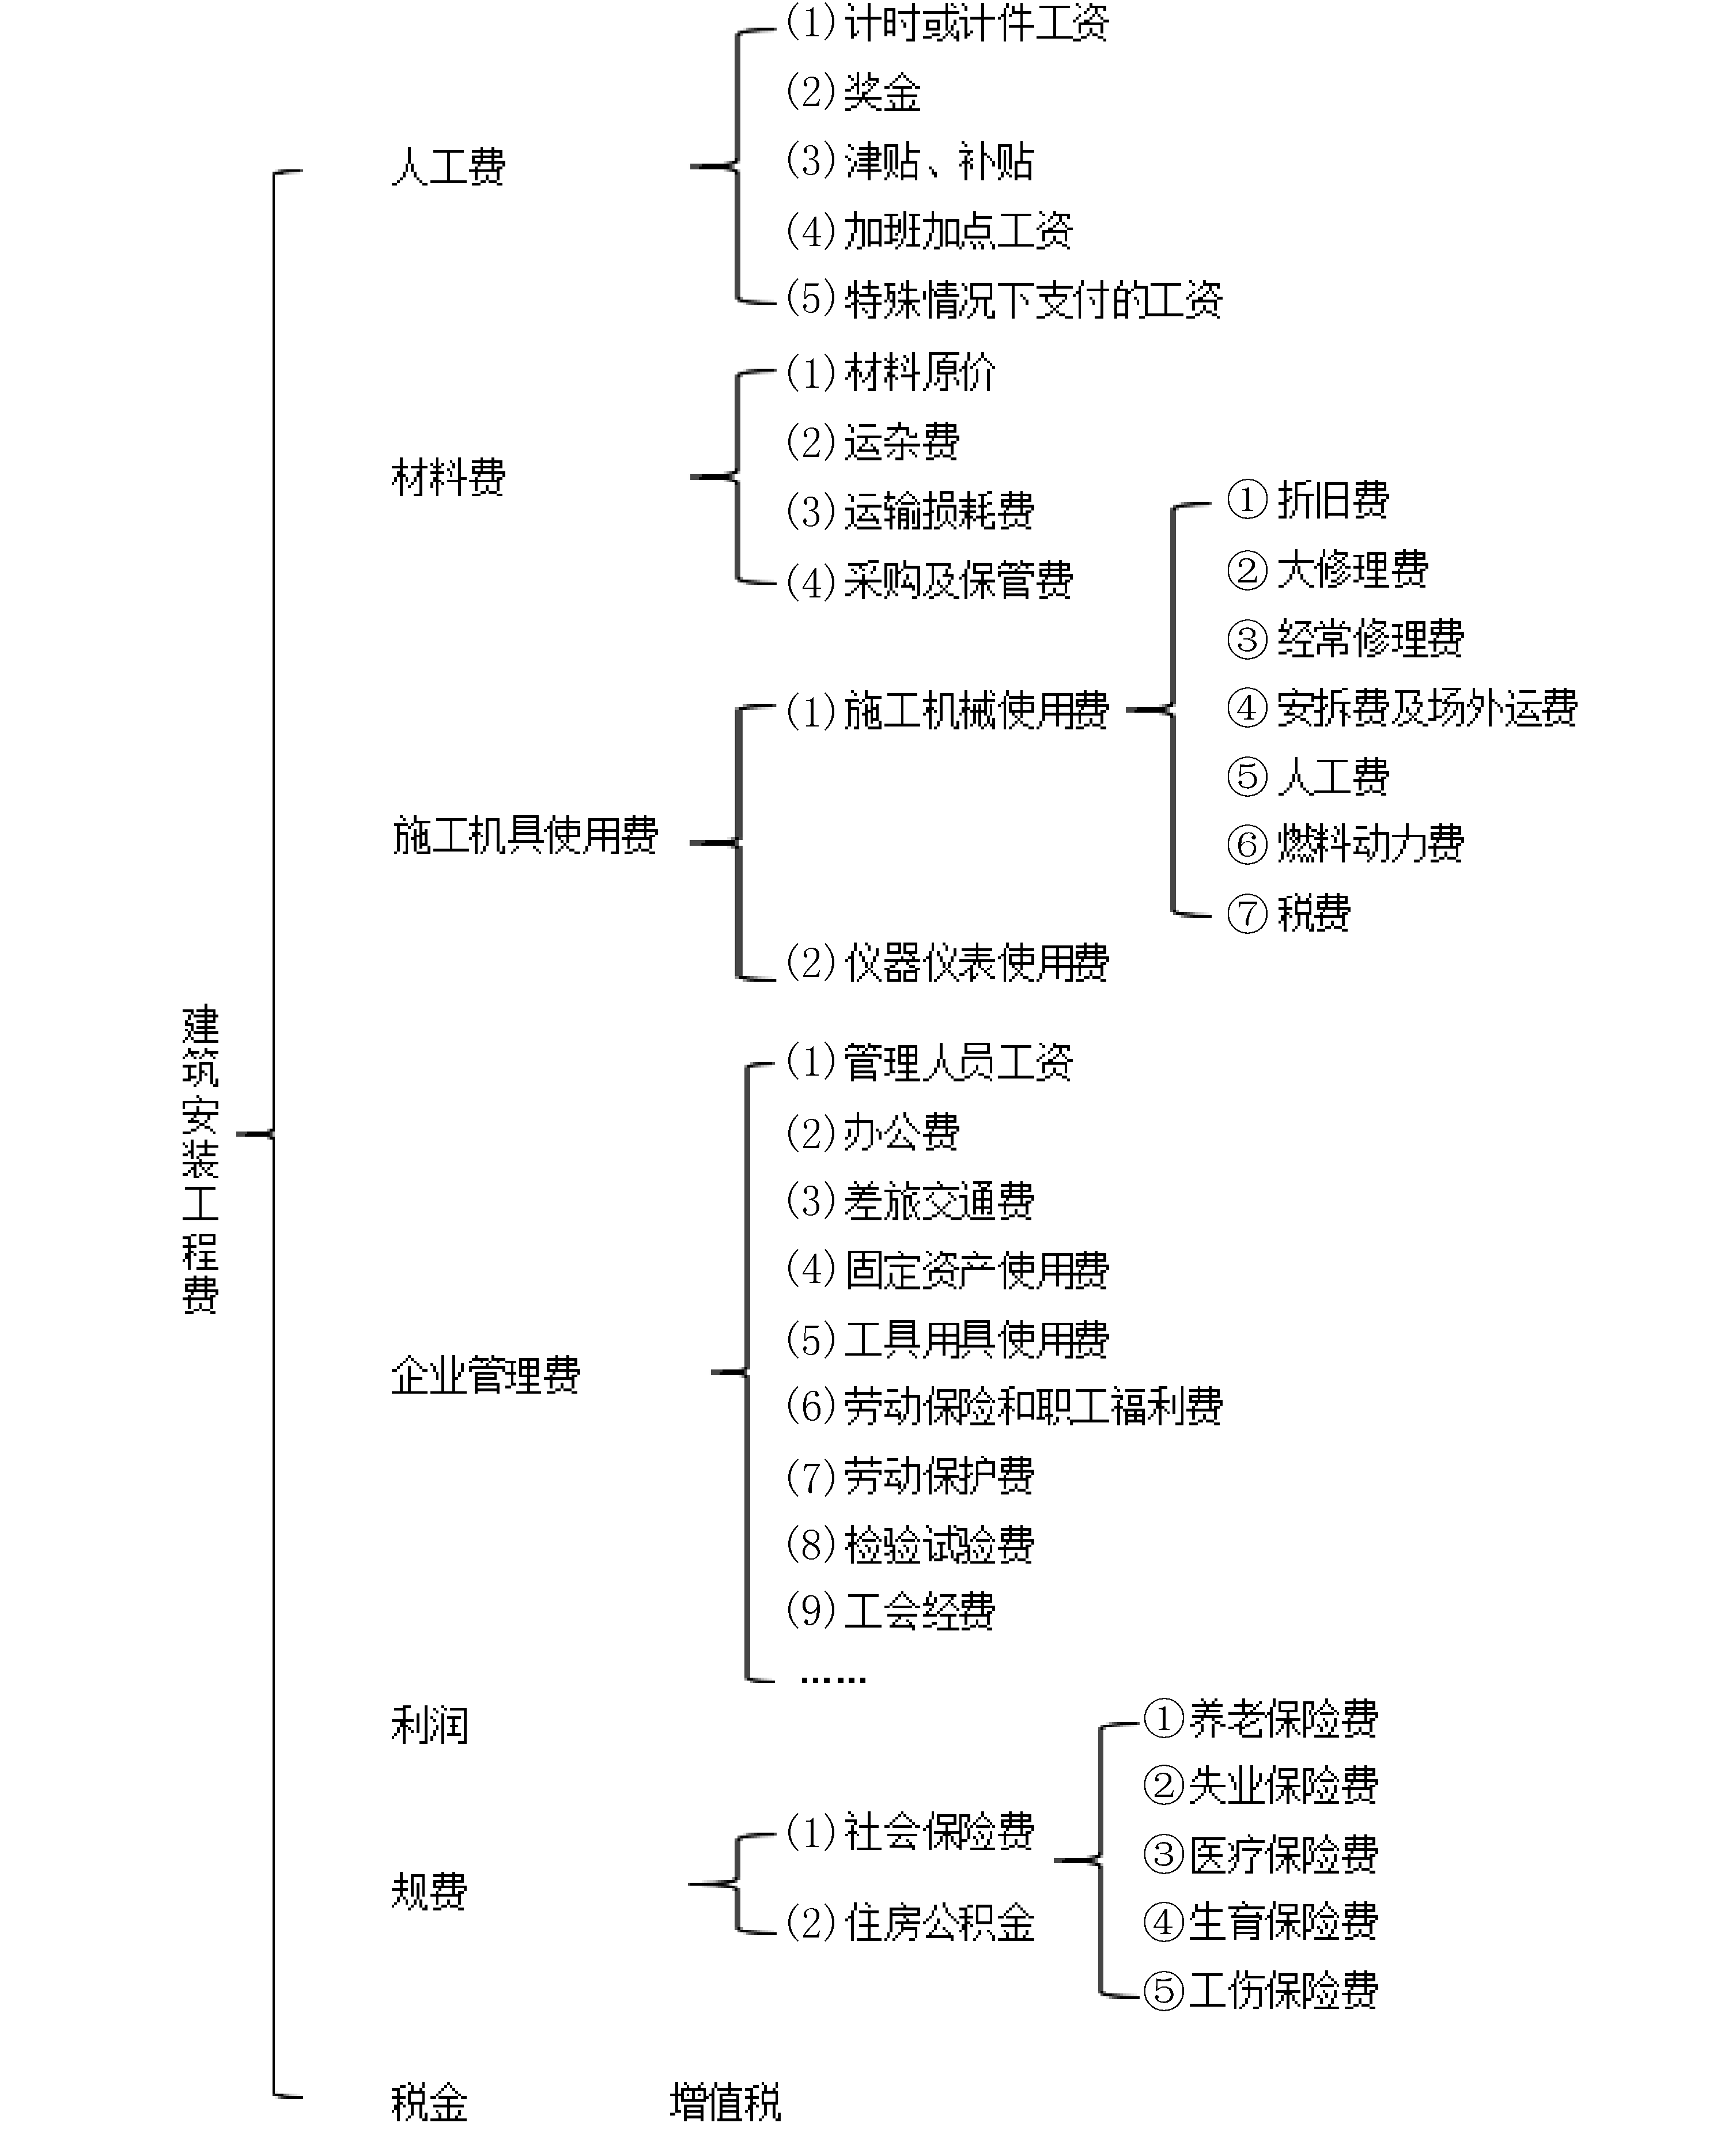 建筑安装工程费
人工费
(1)计时或计件工资
(2)奖金
(3)津贴、补贴
(4)加班加点工资
(5)特殊情况下支付的工资
材料费
(1)材料原价
(2)运杂费
(3)运输损耗费
(4)采购及保管费
施工机具使用费
(1)施工机械使用费
①折旧费
②大修理费
③经常修理费
④安拆费及场外运费
⑤人工费
⑥燃料动力费
⑦税费
(2)仪器仪表使用费
企业管理费
(1)管理人员工资
(2)办公费
(3)差旅交通费
(4)固定资产使用费
(5)工具用具使用费
(6)劳动保险和职工福利费
(7)劳动保护费
(8)检验试验费
(9)工会经费
……
利润
规费
(1)社会保险费
①养老保险费
②失业保险费
③医疗保险费
④生育保险费
⑤工伤保险费
(2)住房公积金
税金
增值税